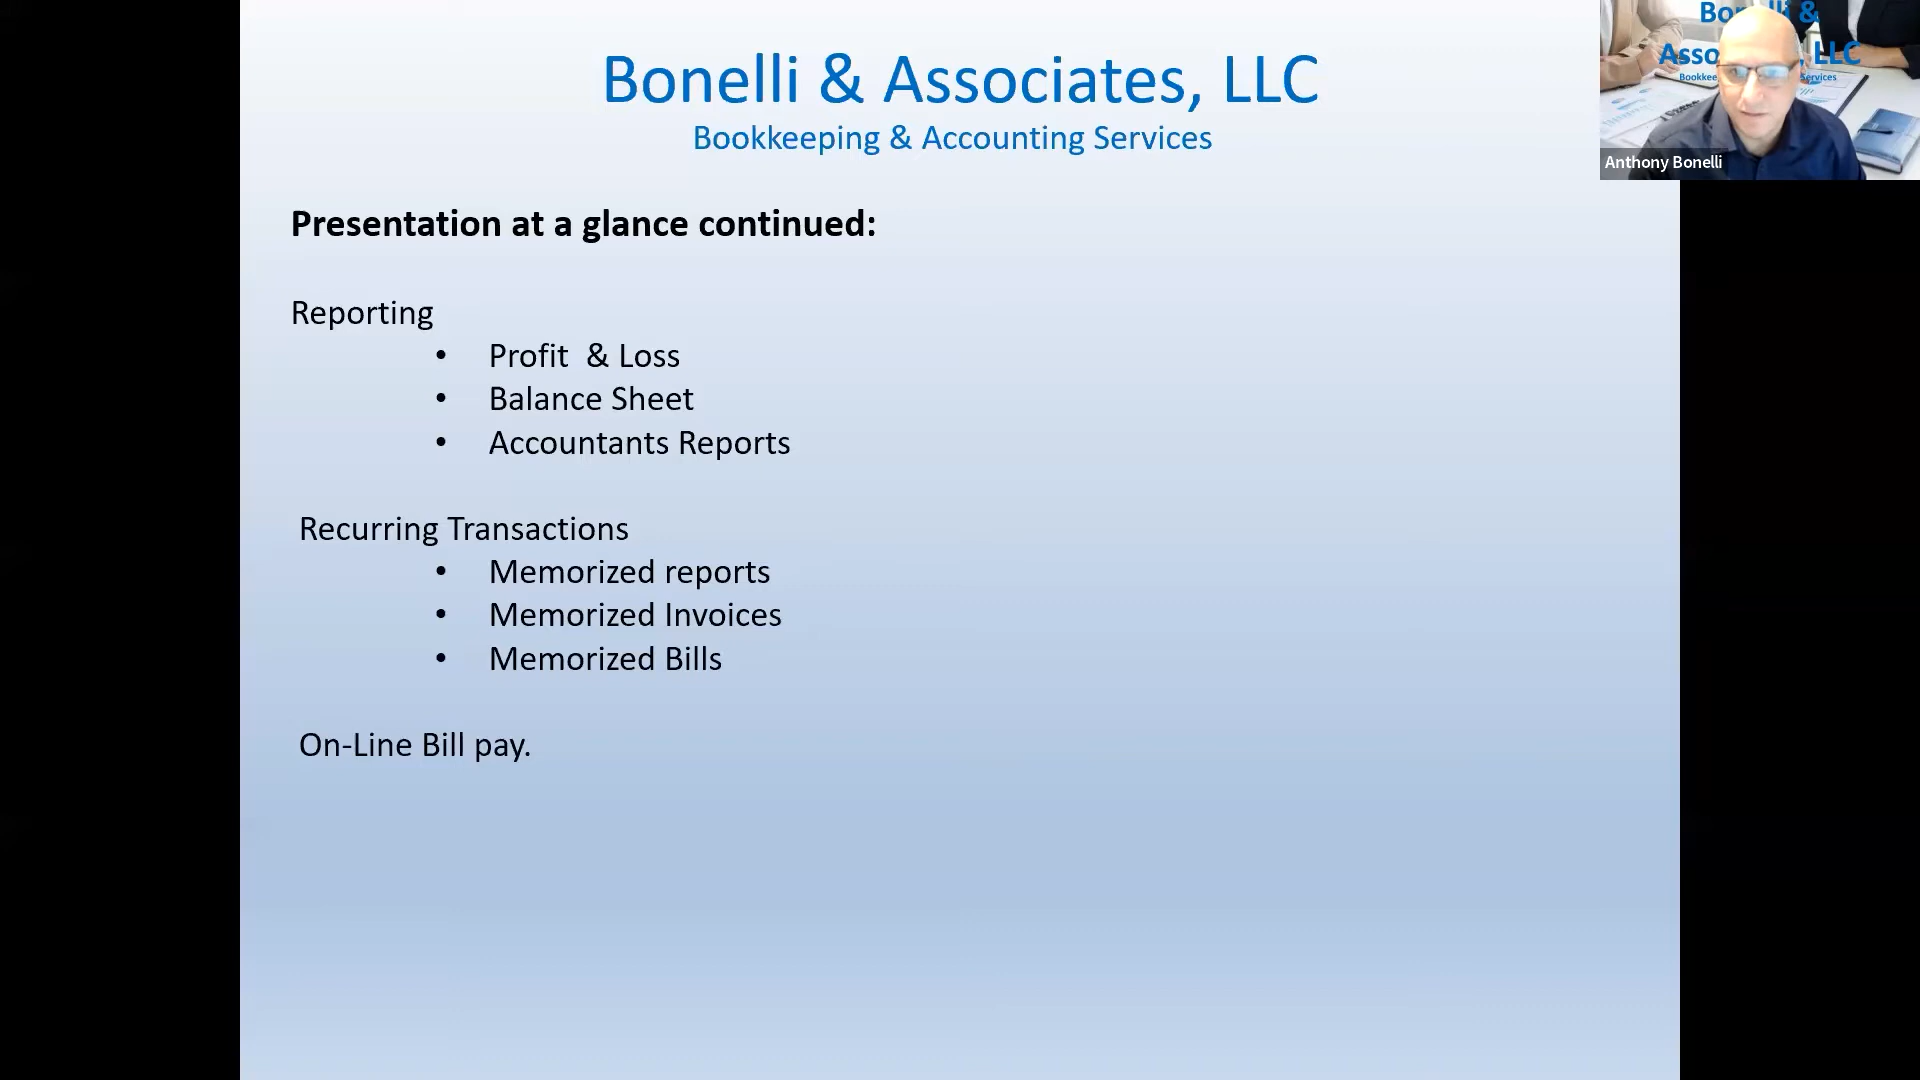 Bonelli & Associates, LLC
Bookkeeping & Accounting Services
Anthony Bonelli
Presentation at a glance continued:
Reporting
• Profit  & Loss
• Balance Sheet
• Accountants Reports
Recurring Transactions
• Memorized reports
• Memorized Invoices
• Memorized Bills
On-Line Bill pay.